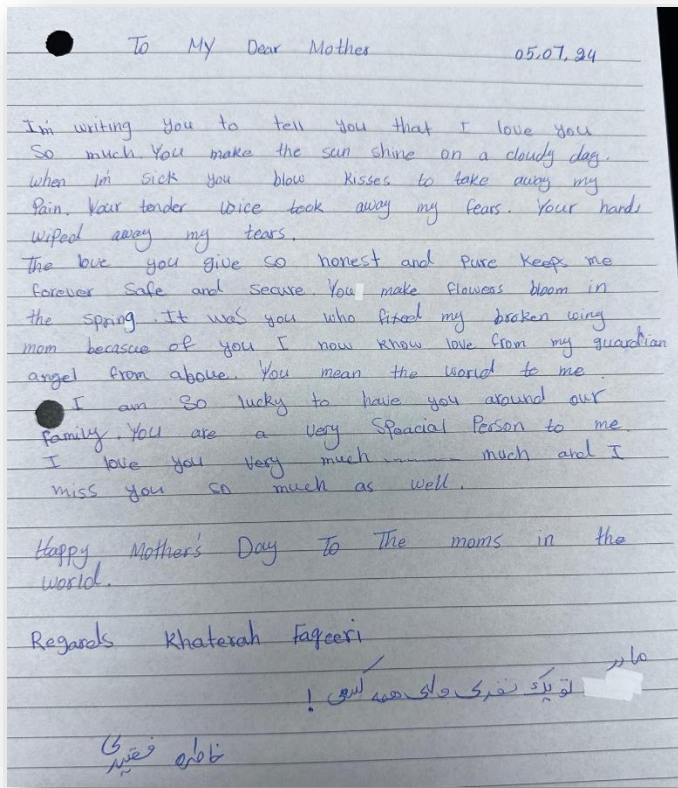 To My Dear Mother 05.07.24
I'm writing you to tell you that I love you
So much. You make the sun shine on a cloudy day.
when I'm sick you blow kisses to take away my
Pain. Your tender voice took away my fears. Your hands
wiped away my tears.
The love you give so honest and pure keeps me
forever safe and secure. You make flowers bloom in
the spring. It was you who fixed my broken wing
mom becasue of you I now know love from my guardian
angel from above. You mean the world to me.
I am so lucky to have you around our
family. You are a very Speacial Person to me.
I love you very much ........... much and I
miss you so much as well.
Happy Mother's Day To The moms in the
world.
Regards Khaterah Faqeeri
مادر
تو یک نفری ولی همه کسی !
خاطره فقیری